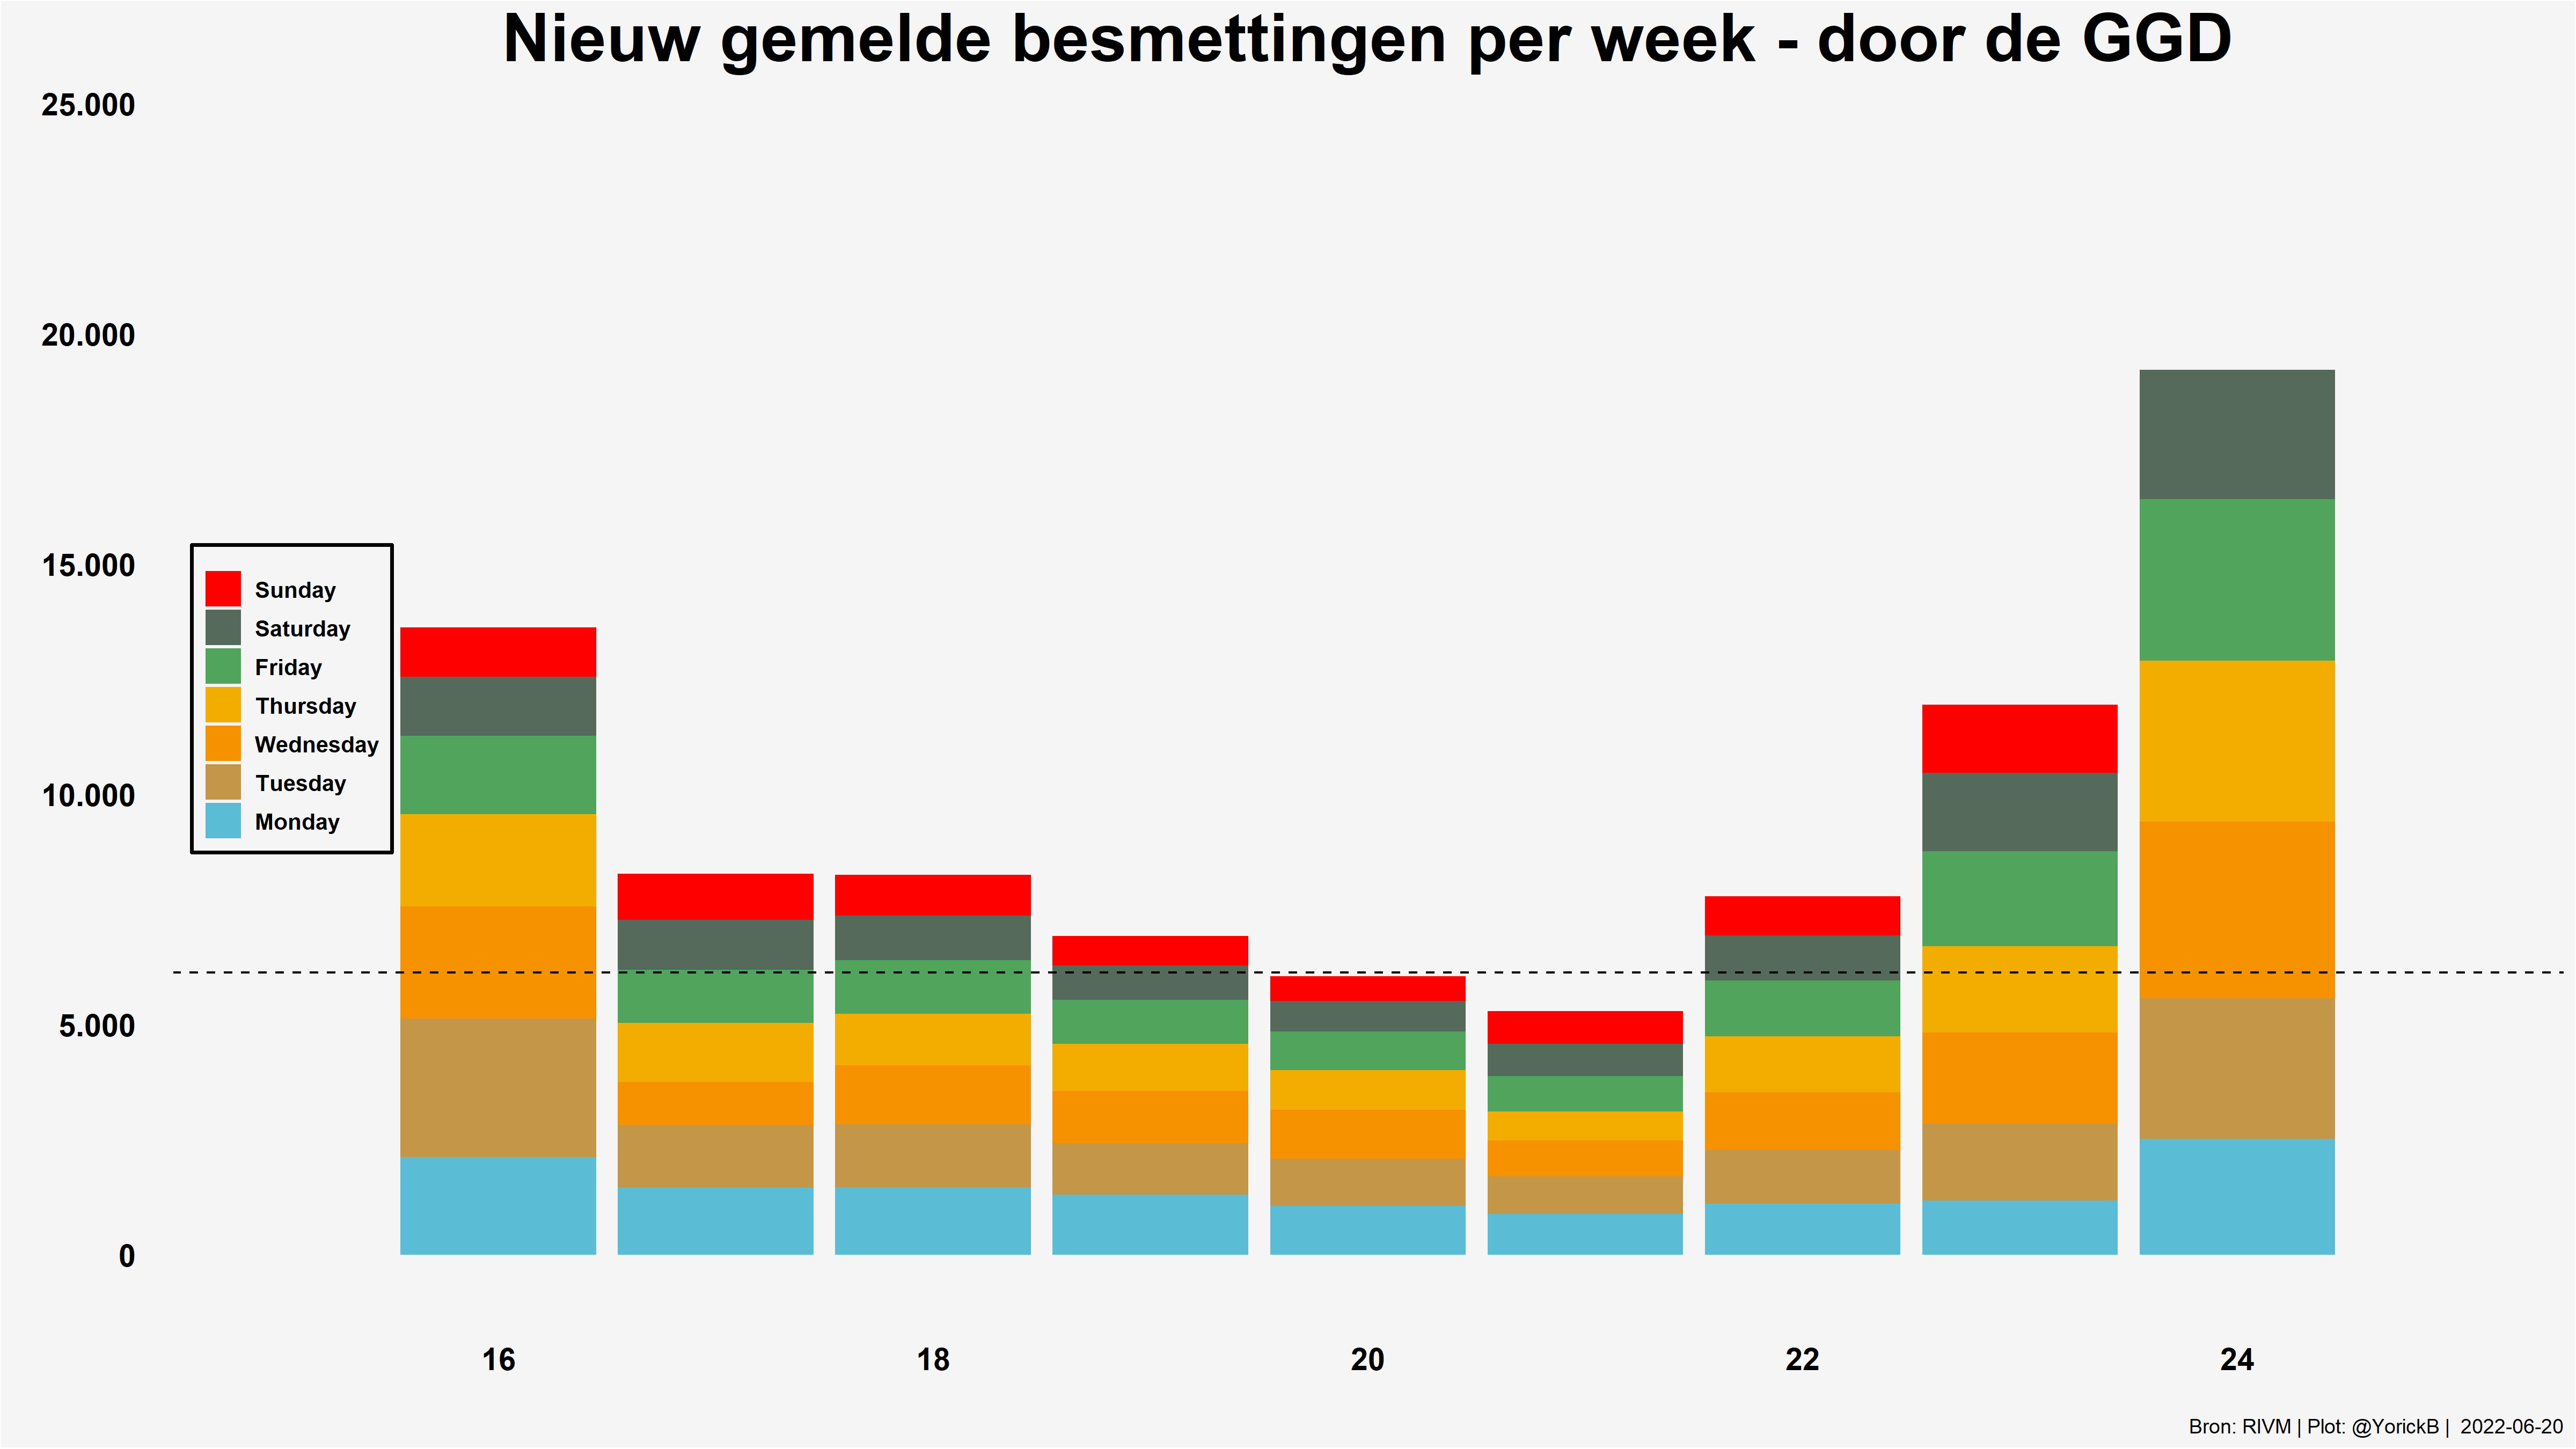 Nieuw gemelde besmettingen per week - door de GGD
25.000
20.000
15.000
10.000
5.000
0
Sunday
Saturday
Friday
Thursday
Wednesday
Tuesday
Monday
16 18 20 22 24
Bron: RIVM | Plot: @YorickB | 2022-06-20